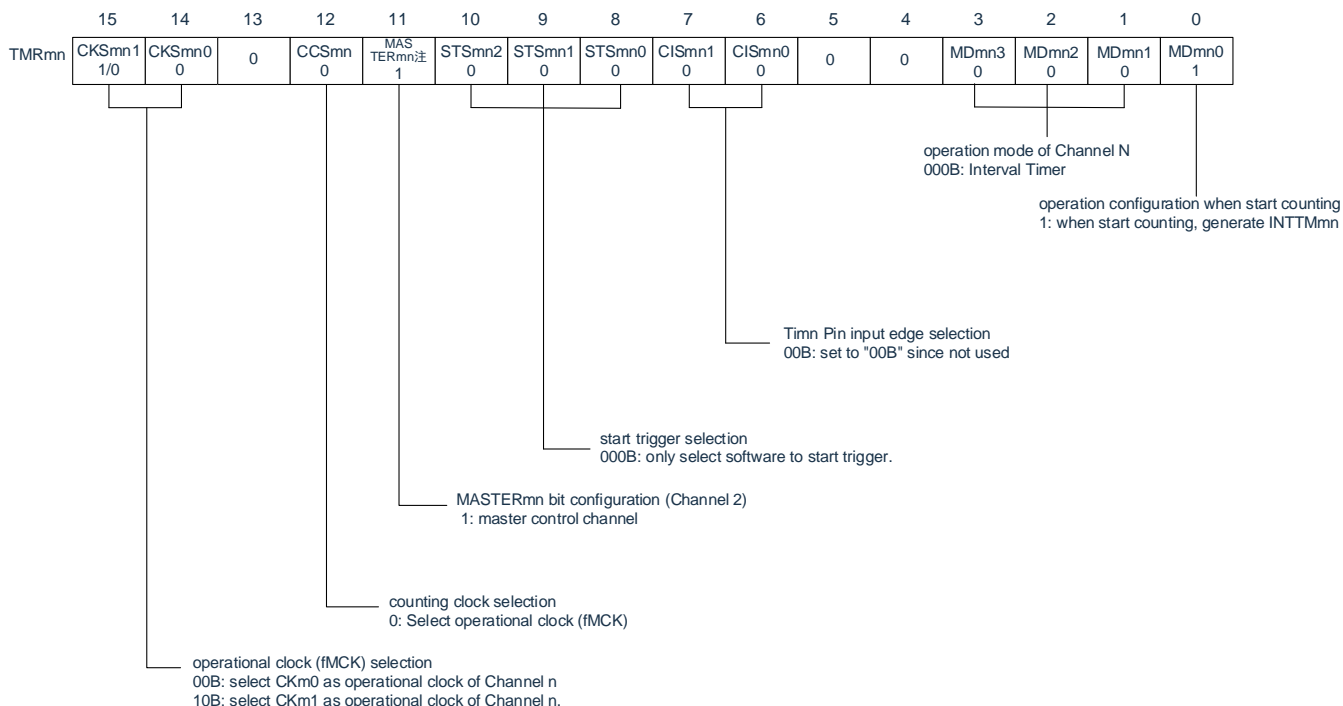 15 14 13 12 11 10 9 8 7 6 5 4 3 2 1 0
TMRmn CKSmn1 CKSmn0 0 CCSmn MAS TERmn注 STSmn2 STSmn1 STSmn0 CISmn1 CISmn0 0 0 MDmn3 MDmn2 MDmn1 MDmn0
1/0 0 0 1 0 0 0 0 0 0 0 0 1
operation mode of Channel N
000B: Interval Timer
operation configuration when start counting
1: when start counting, generate INTTMmn
Timn Pin input edge selection
00B: set to "00B" since not used
start trigger selection
000B: only select software to start trigger.
MASTERmn bit configuration (Channel 2)
1: master control channel
counting clock selection
0: Select operational clock (fMCK)
operational clock (fMCK) selection
00B: select CKm0 as operational clock of Channel n
10B: select CKm1 as operational clock of Channel n.